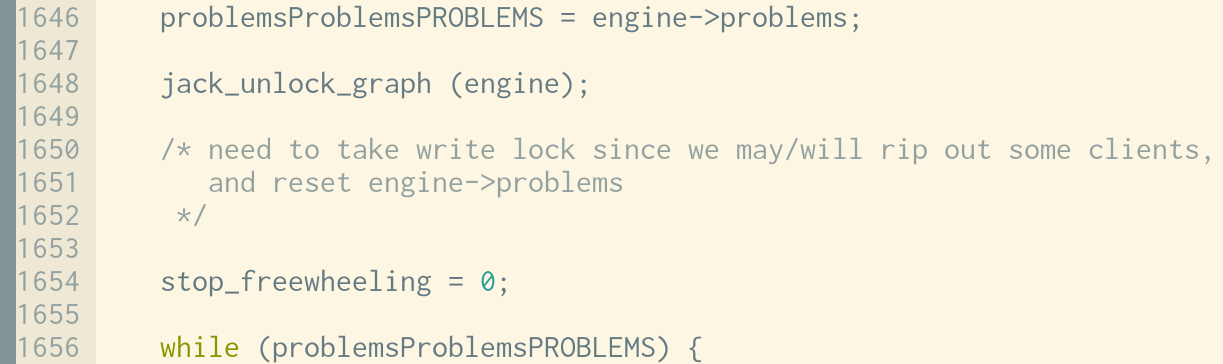 1646 problemsProblemsPROBLEMS = engine->problems;
1647
1648 jack_unlock_graph (engine);
1649
1650 /* need to take write lock since we may/will rip out some clients,
1651 and reset engine->problems
1652 */
1653
1654 stop_freewheeling = 0;
1655
1656 while (problemsProblemsPROBLEMS) {